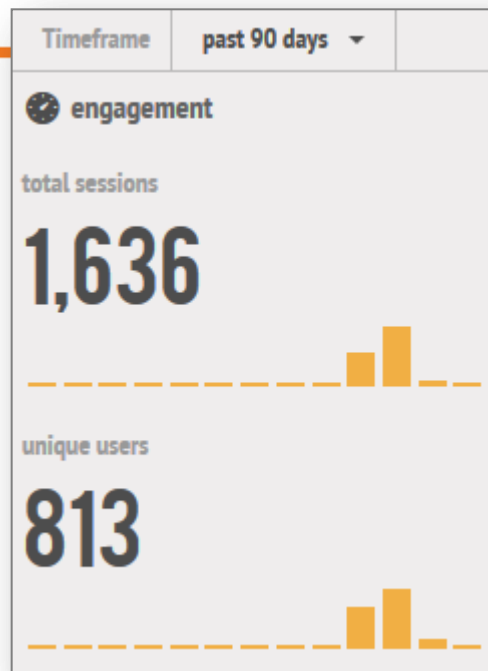 Timeframe past 90 days
engagement
total sessions
1,636
unique users
813